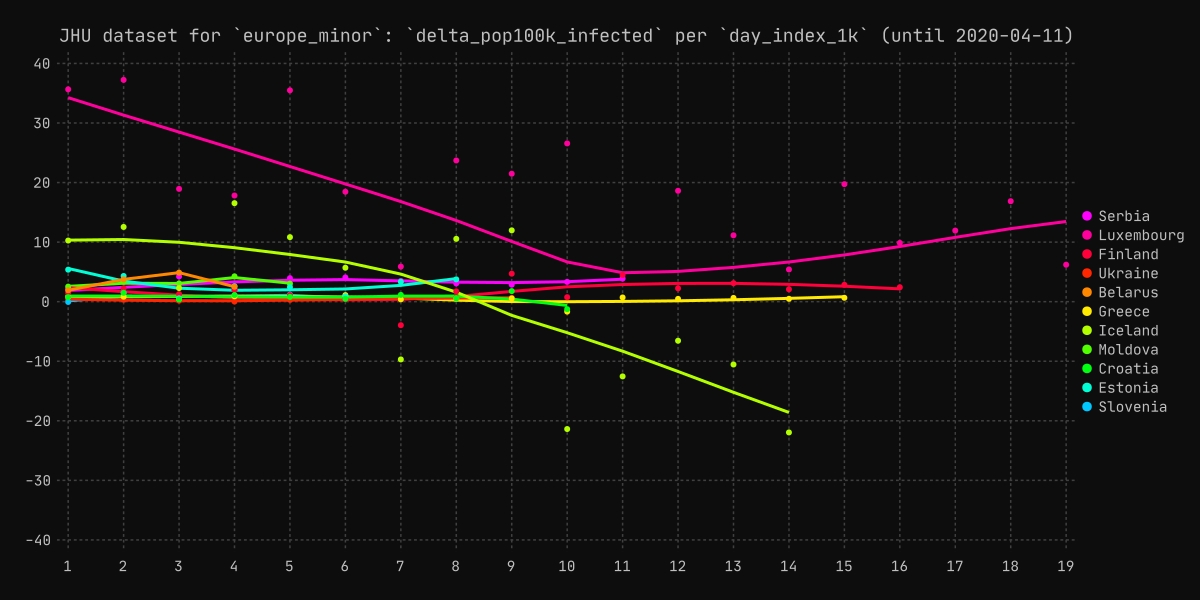 JHU dataset for `europe_minor`: `delta_pop100k_infected` per `day_index_1k` (until 2020-04-11)
40
30
20
10
0
-10
-20
-30
-40
1 2 3 4 5 6 7 8 9 10 11 12 13 14 15 16 17 18 19
Serbia
Luxembourg
Finland
Ukraine
Belarus
Greece
Iceland
Moldova
Croatia
Estonia
Slovenia